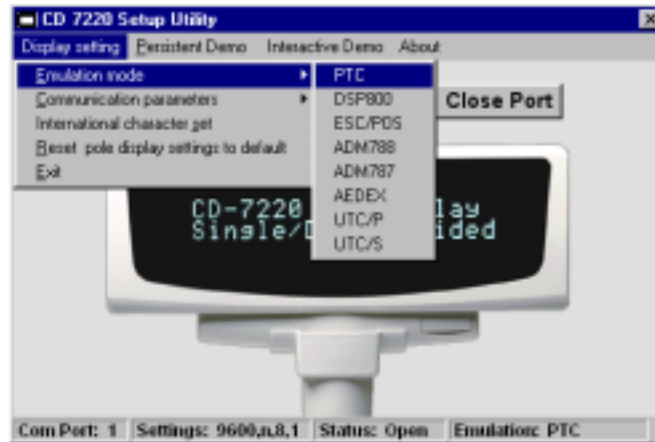 CD 7220 Setup Utility
Display setting Persistent Demo Interactive Demo About
Emulation mode
Communication parameters
International character set
Reset pole display settings to default
Exit
PTC
DSP800
ESC/POS
ADM788
ADM787
AEDEX
UTC/P
UTC/S
Close Port
CD-7220 lay
Single/D ided
Com Port: 1 Settings: 9600,n,8,1 Status: Open Emulation: PTC